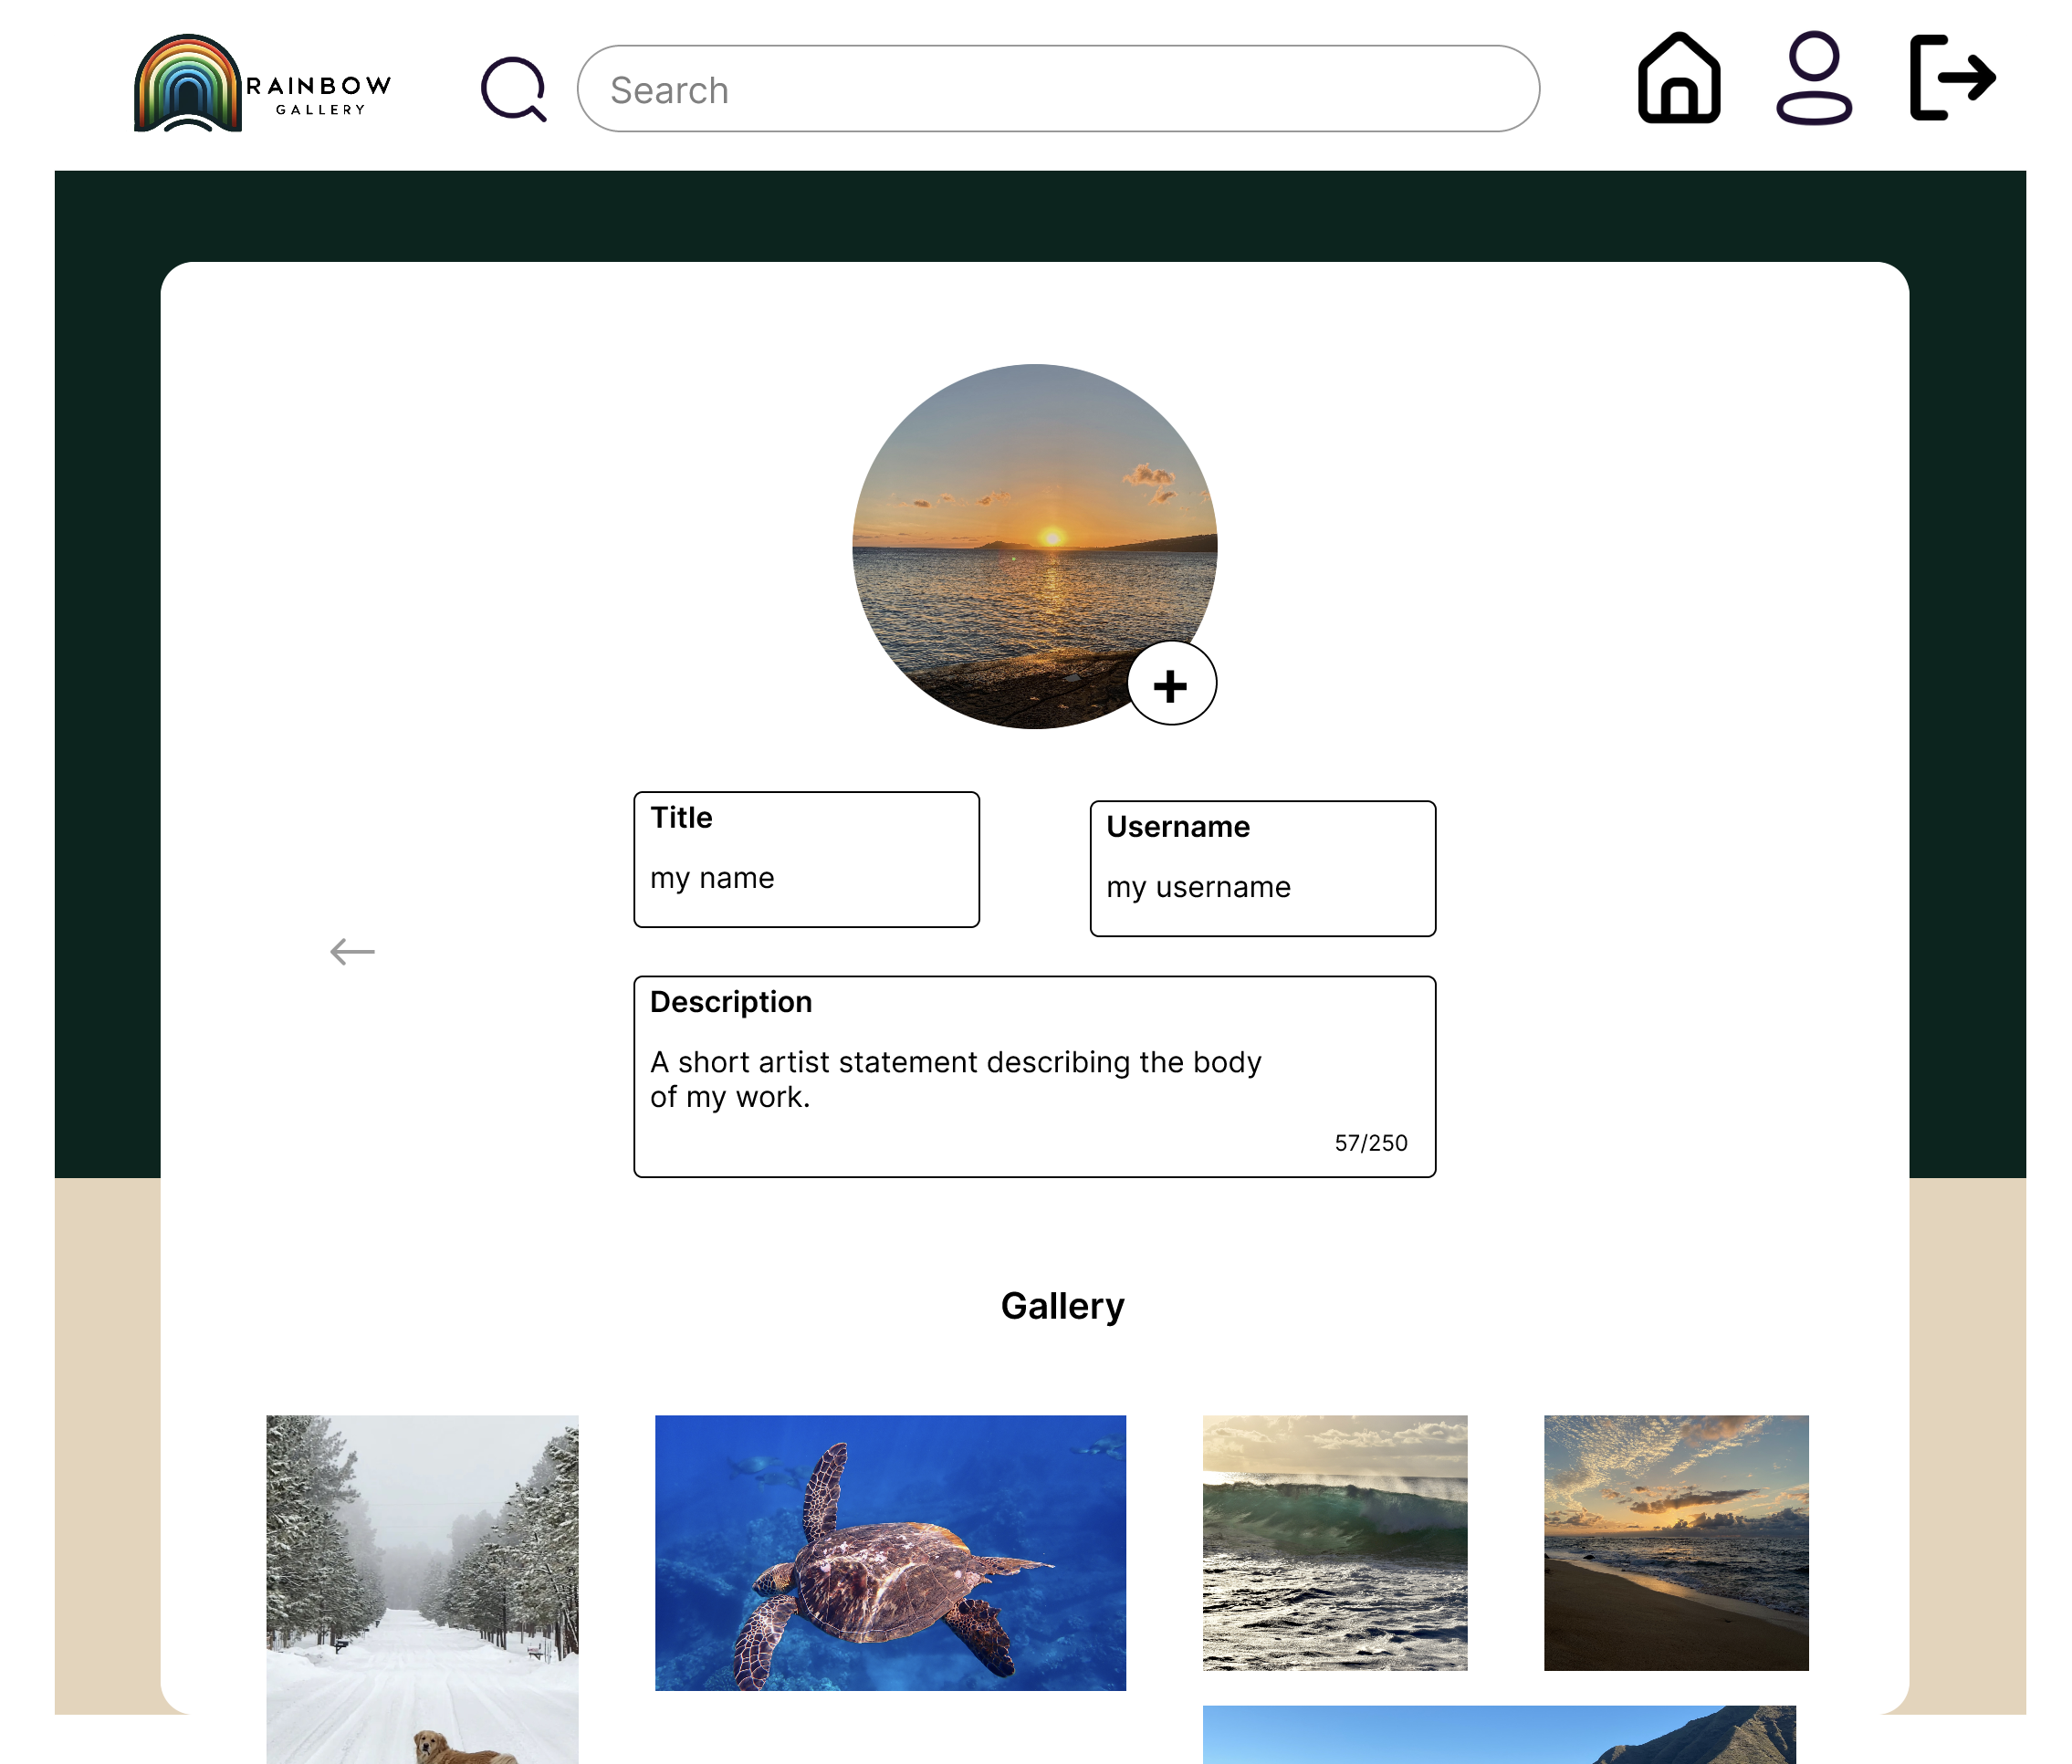 RAINBOW
GALLERY
Search
Title
my name
Username
my username
Description
A short artist statement describing the body
of my work.
57/250
Gallery